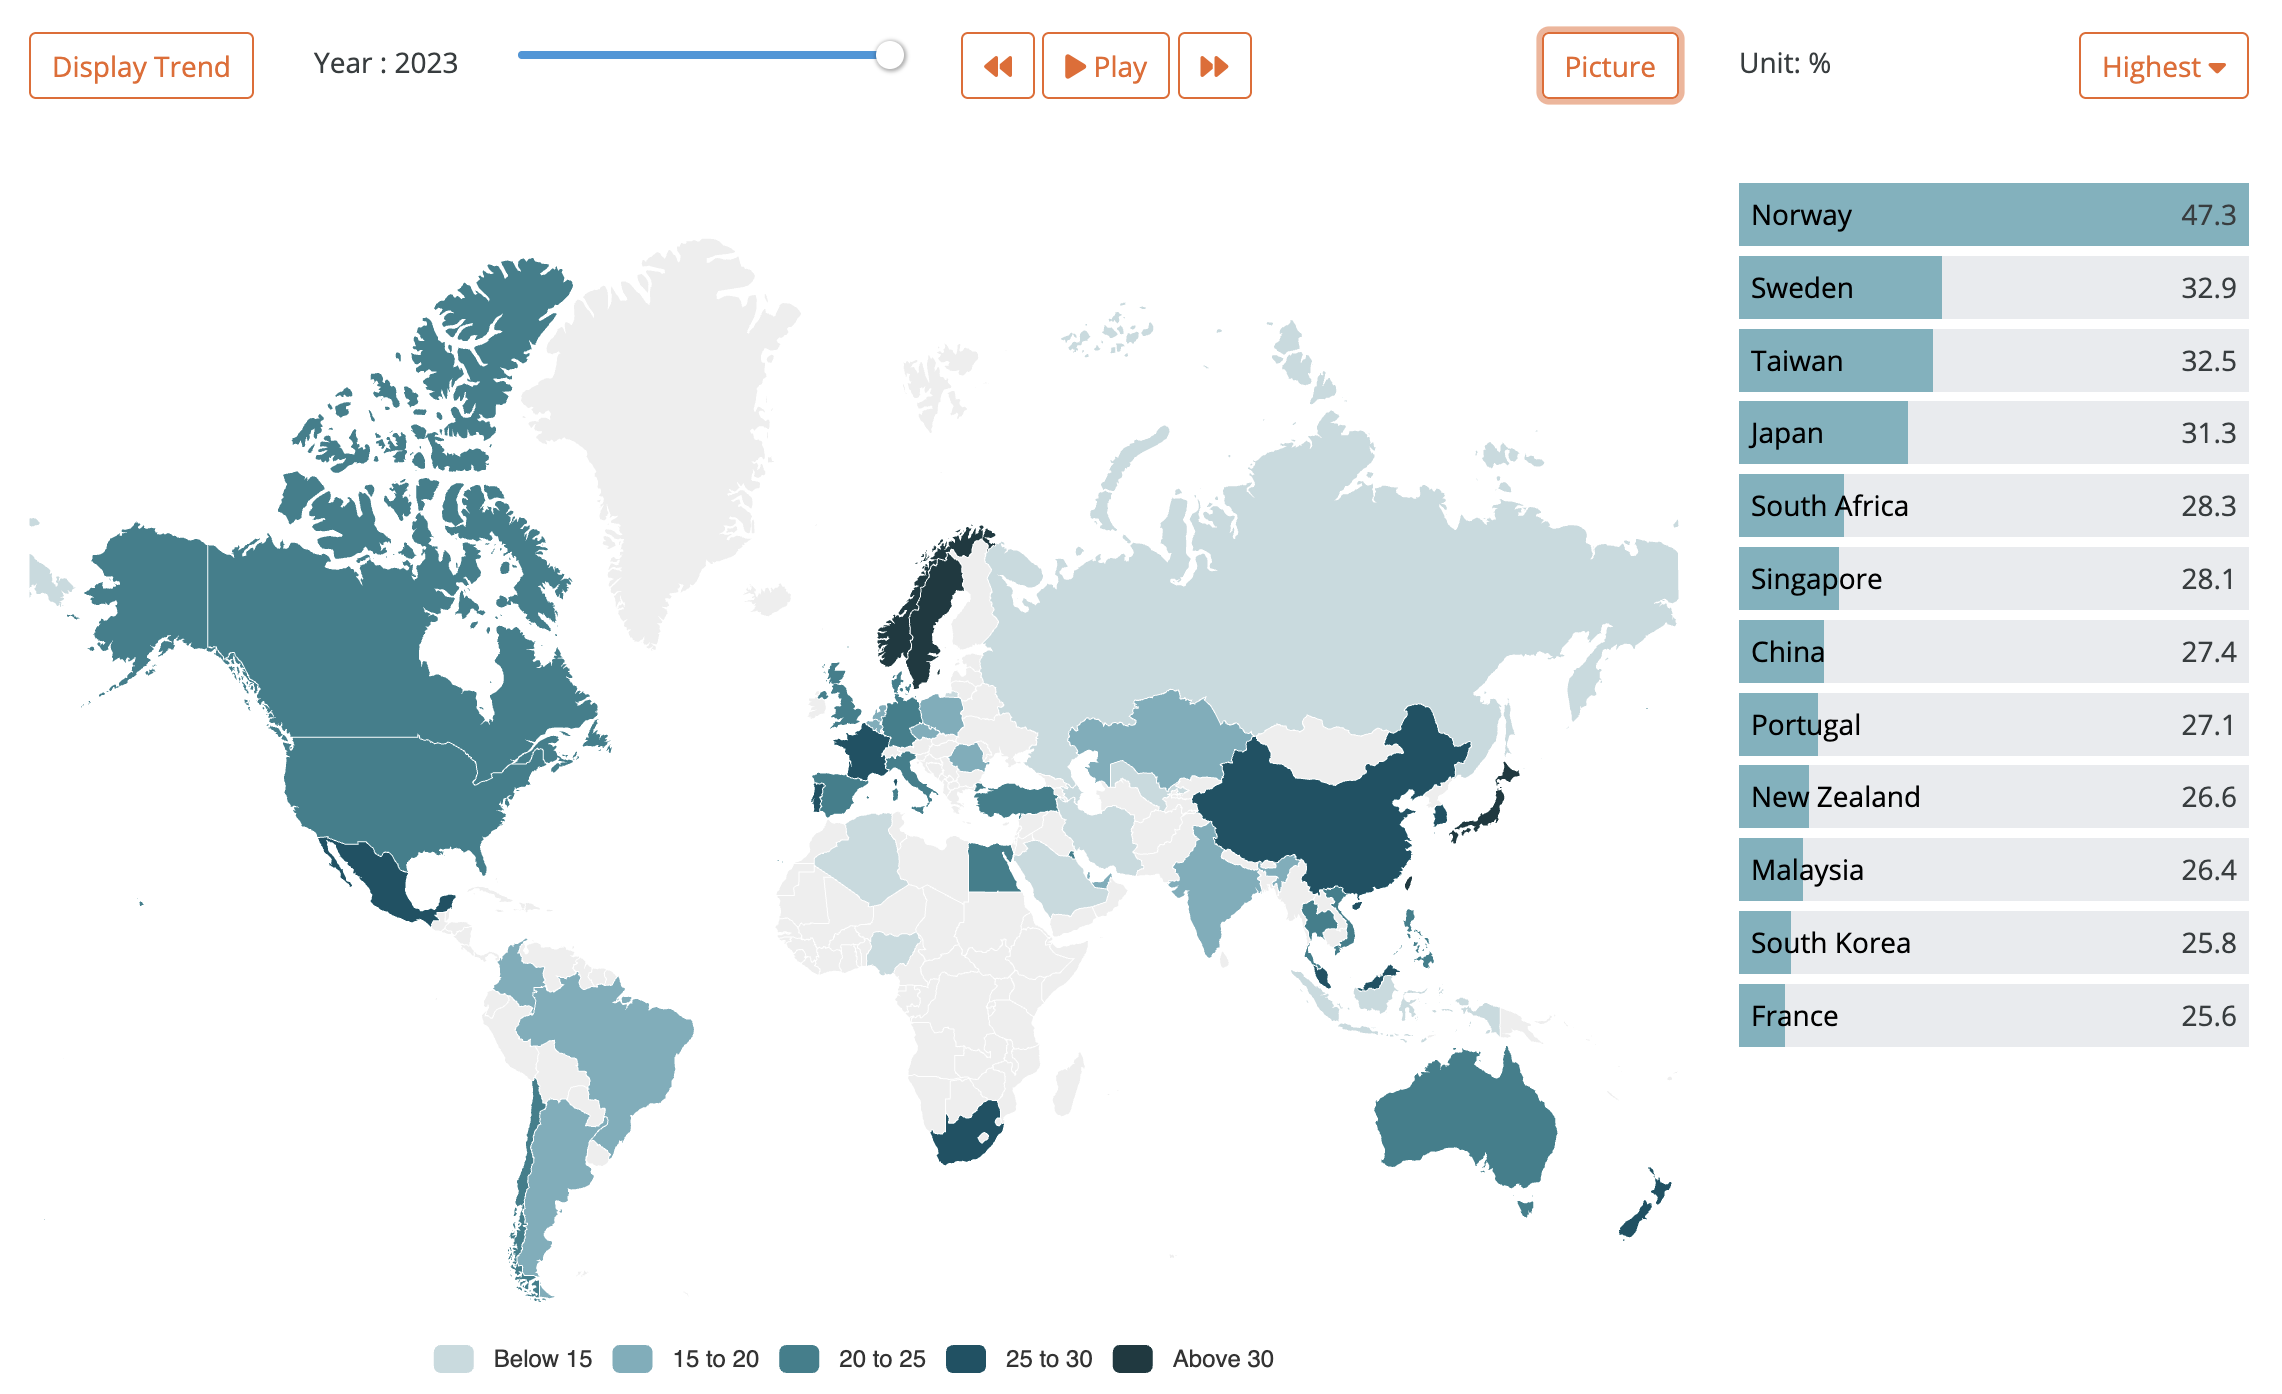 Display Trend
Year : 2023
Play
Picture
Unit: %
Highest
Norway 47.3
Sweden 32.9
Taiwan 32.5
Japan 31.3
South Africa 28.3
Singapore 28.1
China 27.4
Portugal 27.1
New Zealand 26.6
Malaysia 26.4
South Korea 25.8
France 25.6
Below 15
15 to 20
20 to 25
25 to 30
Above 30